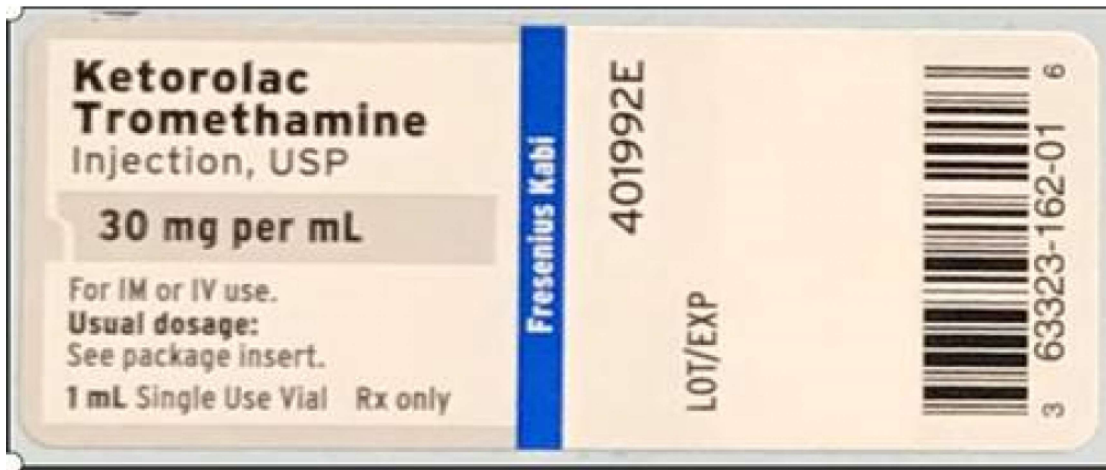 Ketorolac
Tromethamine
Injection, USP
30 mg per mL
For IM or IV use.
Usual dosage:
See package insert.
1 mL Single Use Vial Rx only
Fresenius Kabi
401992E
LOT/EXP
3 63323-162-01 6